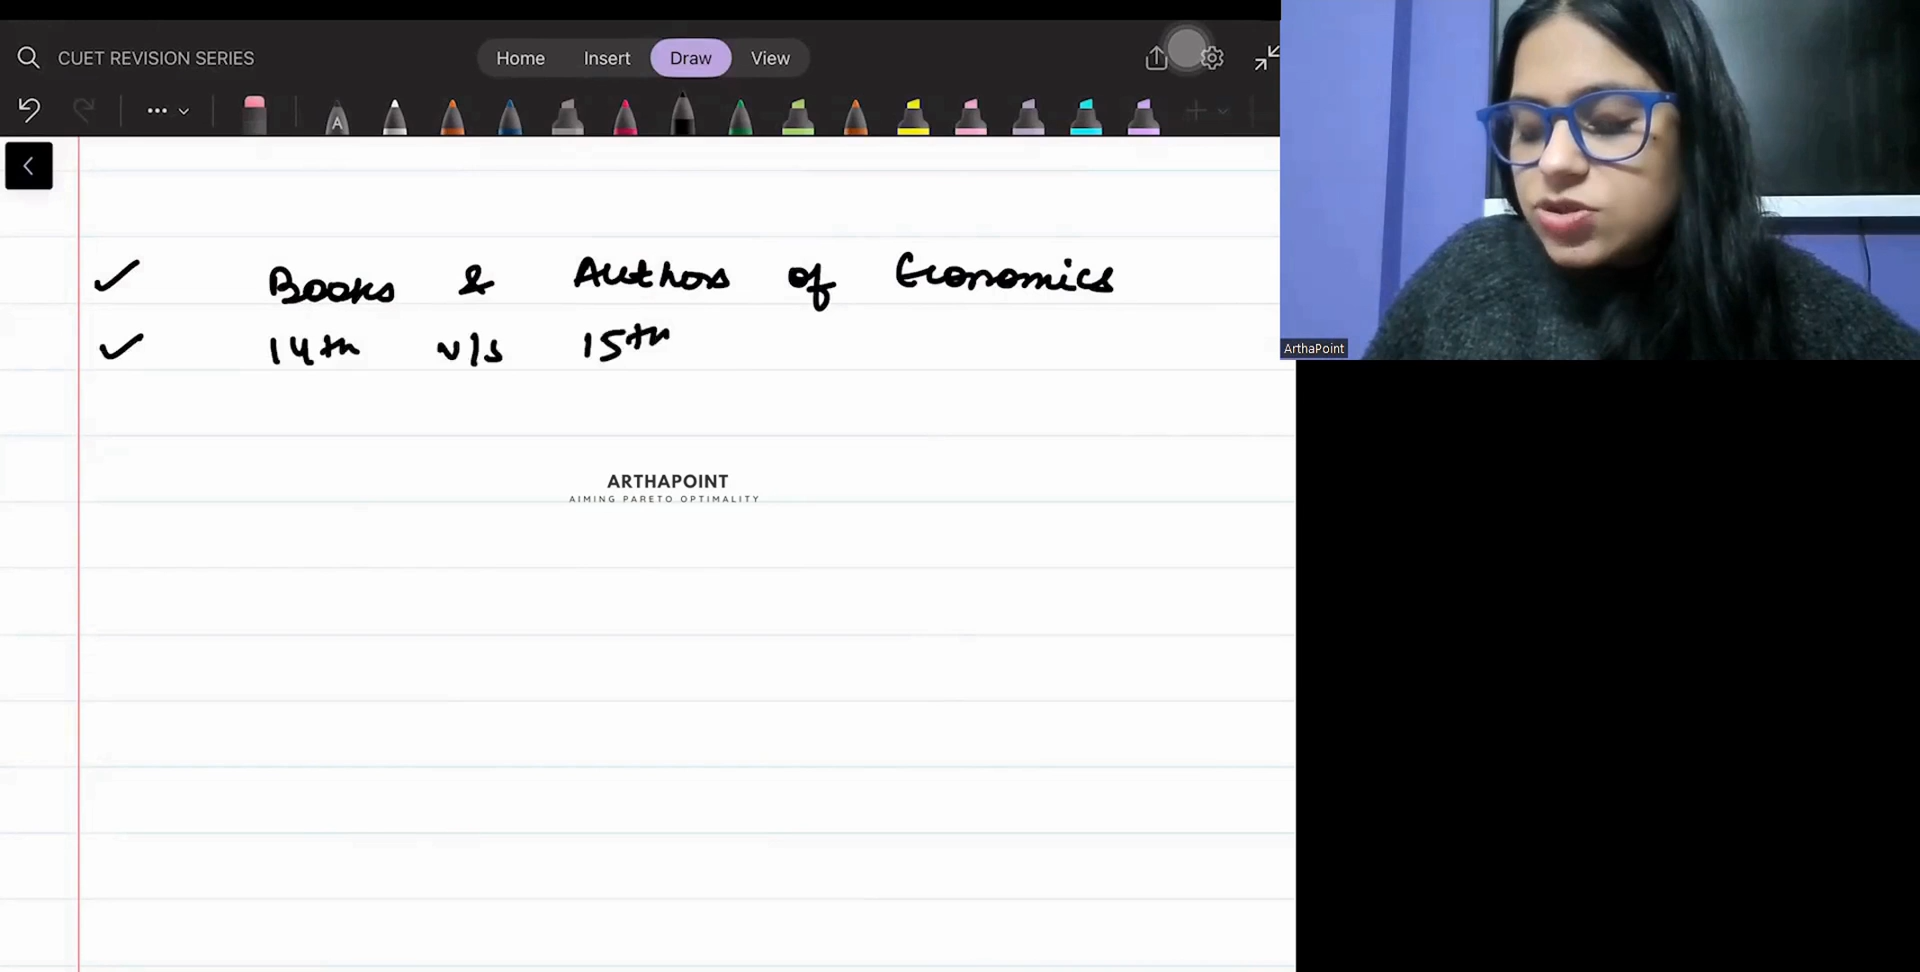 CUET REVISION SERIES
Home Insert Draw View
A
Books & Authors of Economics
14th v/s 15th
ARTHAPOINT
AIMING PARETO OPTIMALITY
ArthaPoint